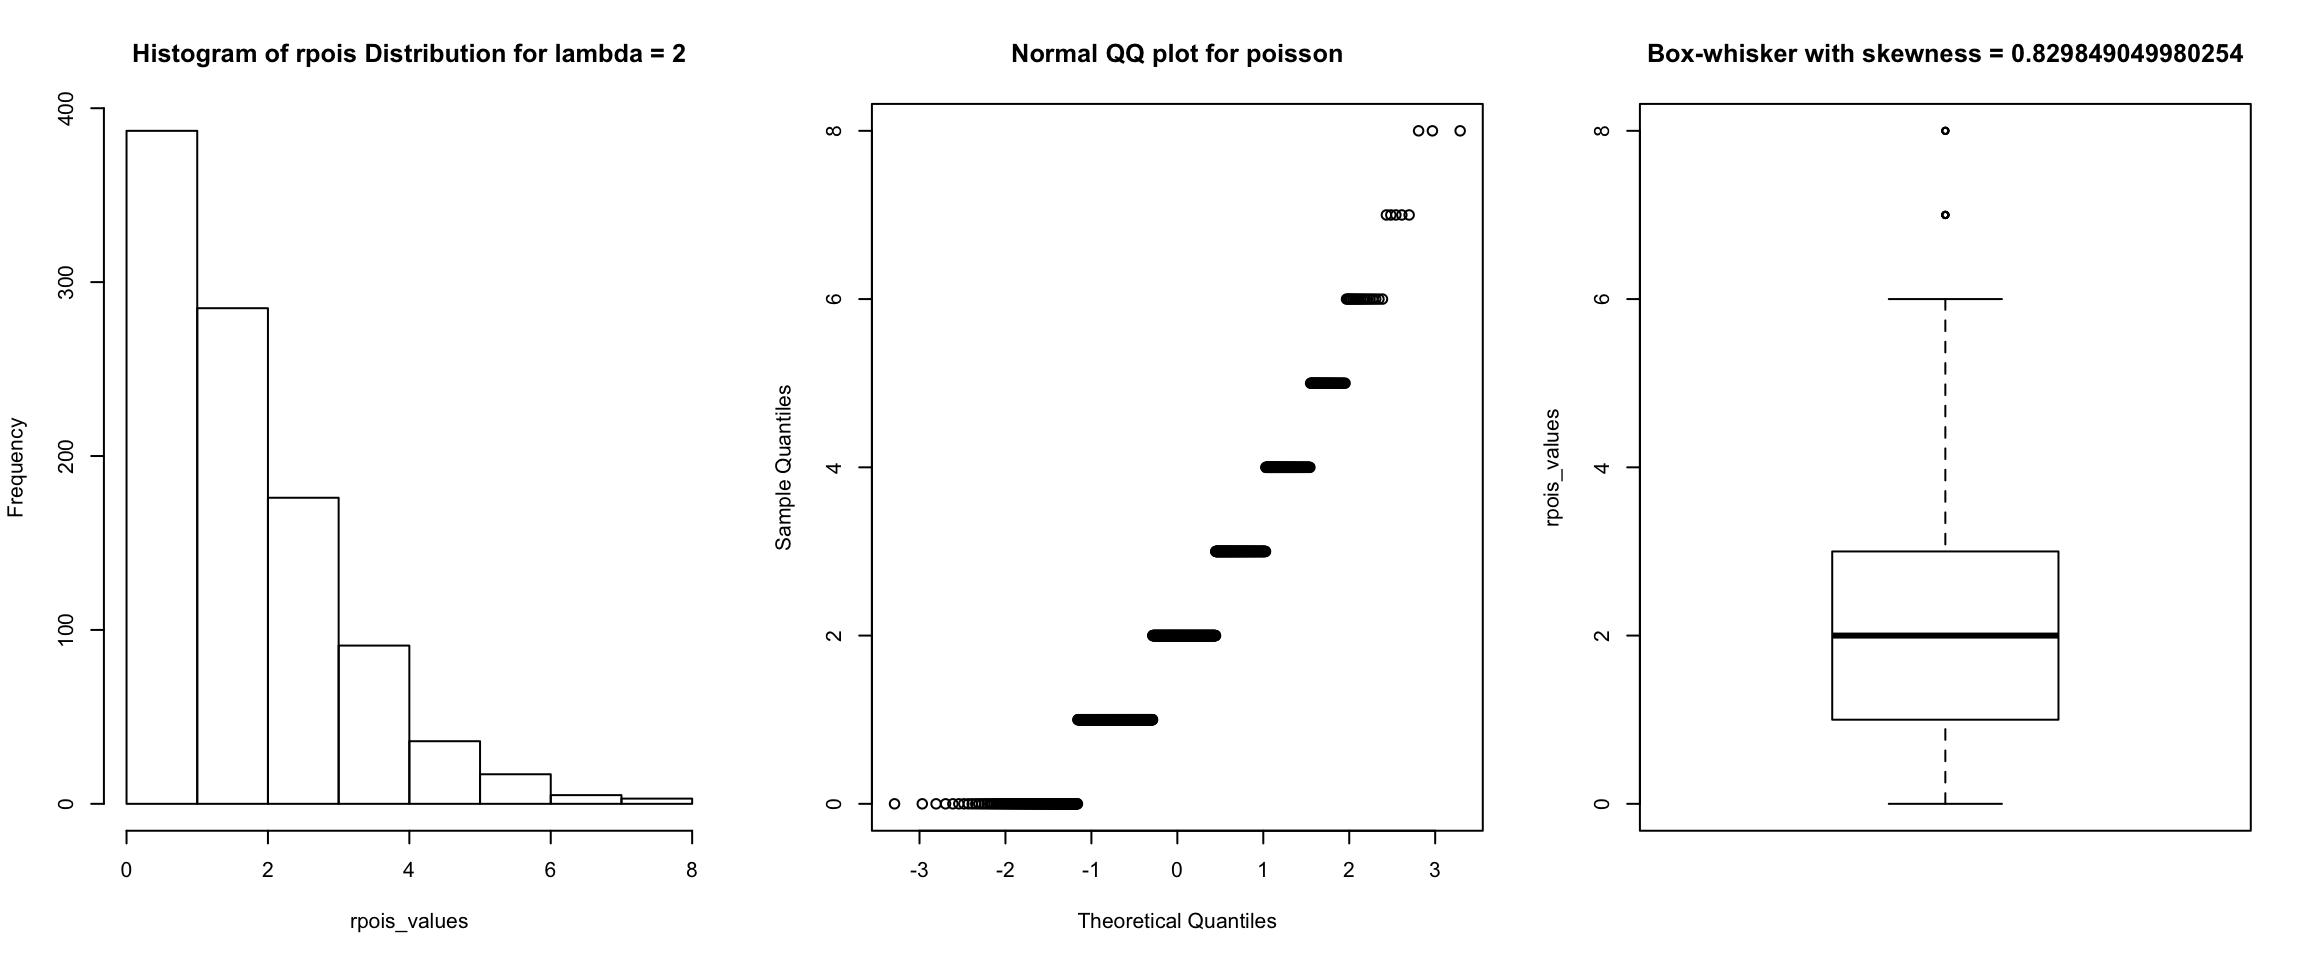 Histogram of rpois Distribution for lambda = 2
Frequency
0
100
200
300
400
0 2 4 6 8
rpois_values
Normal QQ plot for poisson
Sample Quantiles
0
2
4
6
8
-3 -2 -1 0 1 2 3
Theoretical Quantiles
Box-whisker with skewness = 0.829849049980254
rpois_values
0
2
4
6
8